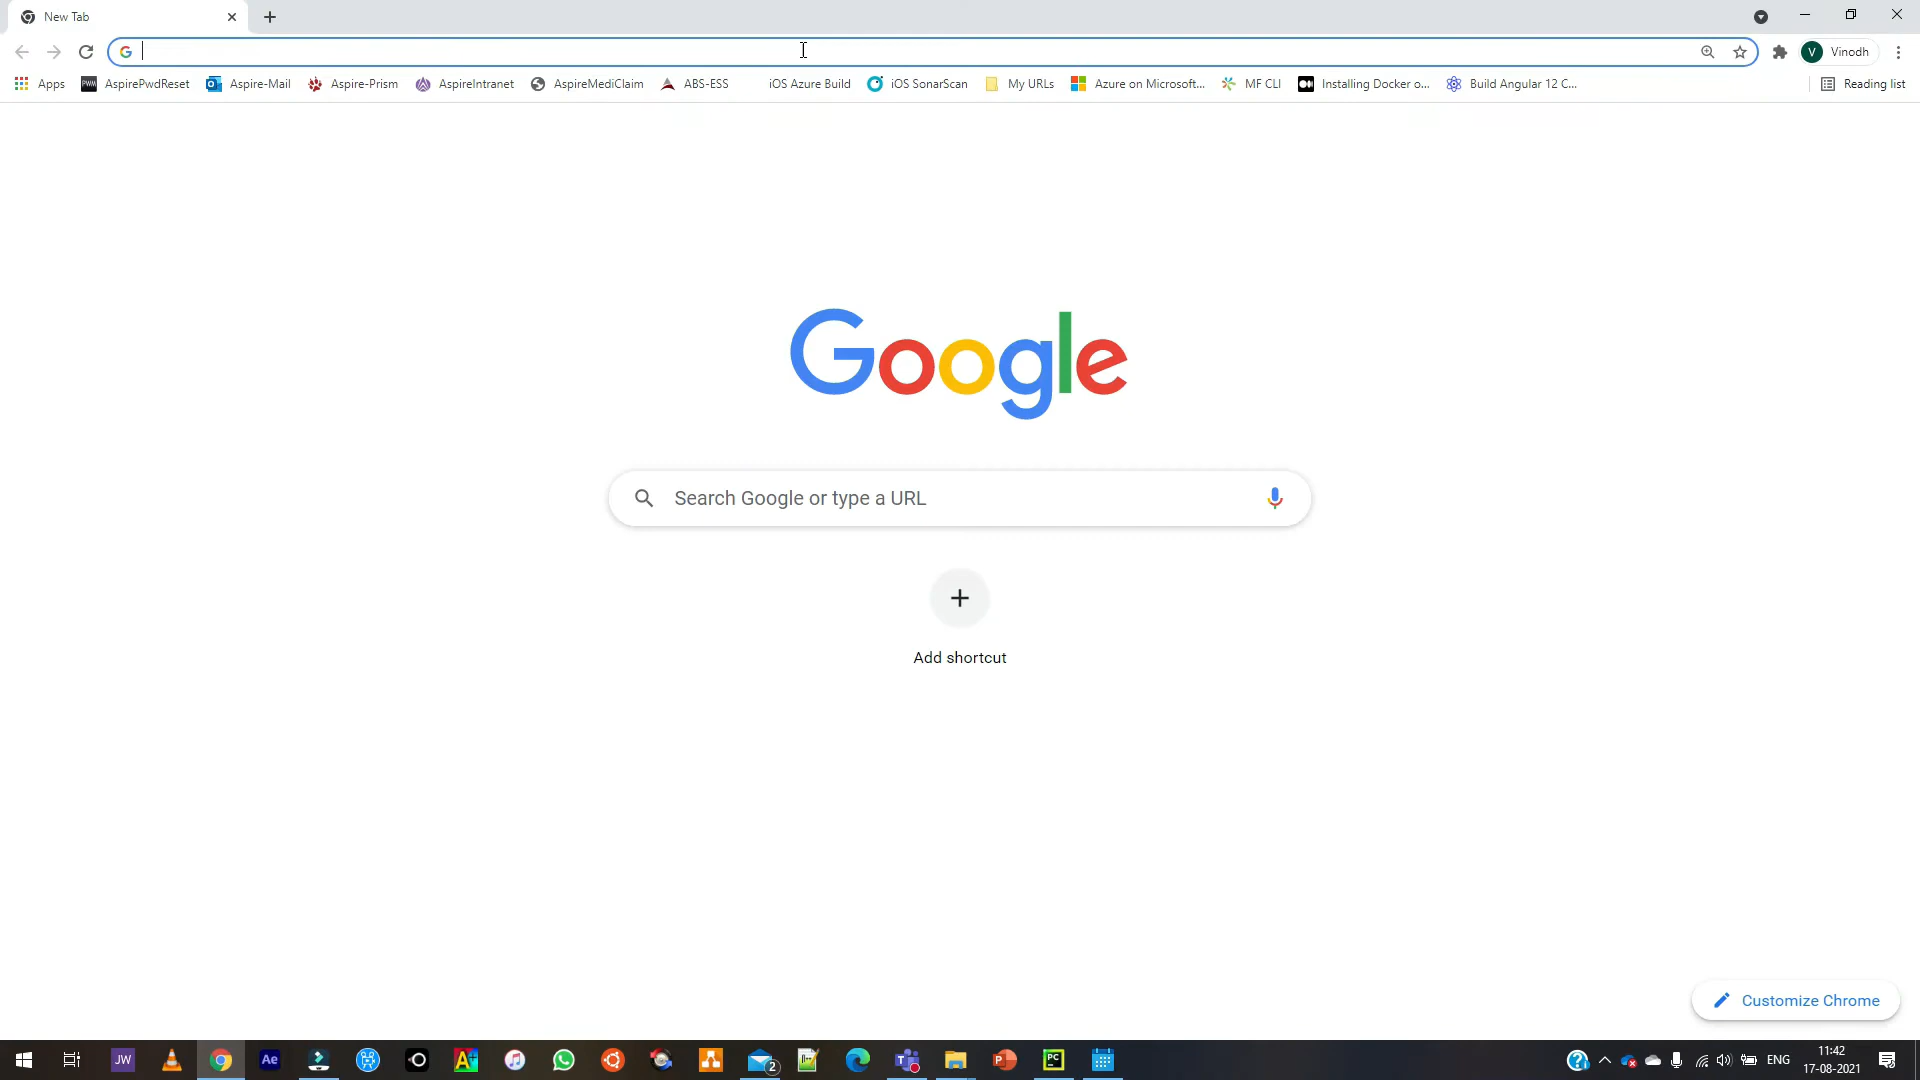 New Tab
Vinodh
Apps
AspirePwdReset
Aspire-Mail
Aspire-Prism
AspireIntranet
AspireMediClaim
ABS-ESS
iOS Azure Build
iOS SonarScan
My URLs
Azure on Microsoft...
MF CLI
Installing Docker o...
Build Angular 12 C...
Reading list
Google
Search Google or type a URL
Add shortcut
Customize Chrome
ENG
11:42
17-08-2021